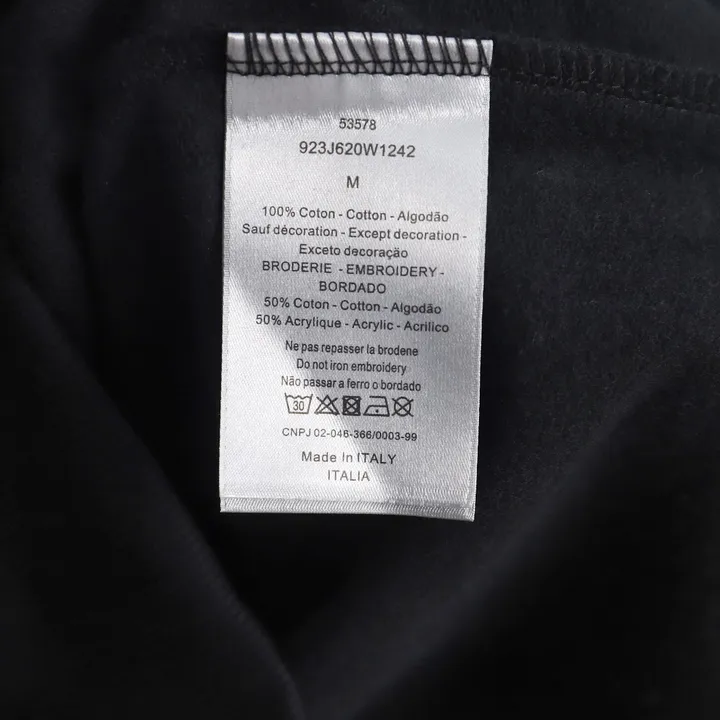 53578
923J620W1242
M
100% Coton - Cotton - Algodão
Sauf décoration - Except decoration -
Exceto decoração
BRODERIE - EMBROIDERY -
BORDADO
50% Coton - Cotton - Algodão
50% Acrylique - Acrylic - Acrilico
Ne pas repasser la brodene
Do not iron embroidery
Não passar a ferro o bordado
30
CNPJ 02-046-366/0003-99
Made In ITALY
ITALIA